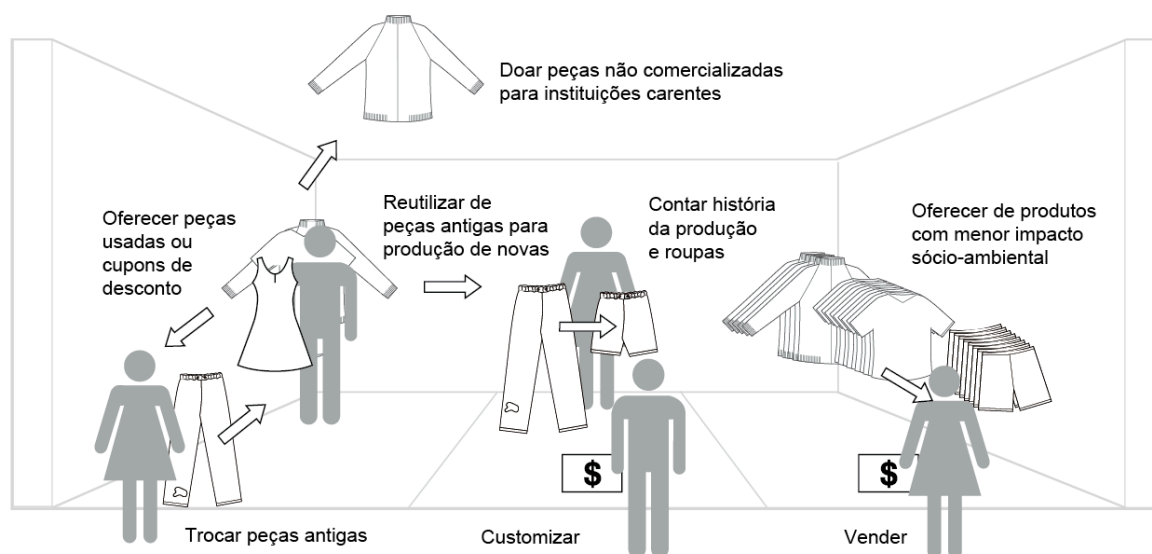 Doar peças não comercializadas
para instituições carentes
Oferecer peças
usadas ou
cupons de
desconto
Reutilizar de
peças antigas para
produção de novas
Contar história
da produção
e roupas
Oferecer de produtos
com menor impacto
sócio-ambiental
$
$
Trocar peças antigas
Customizar
Vender